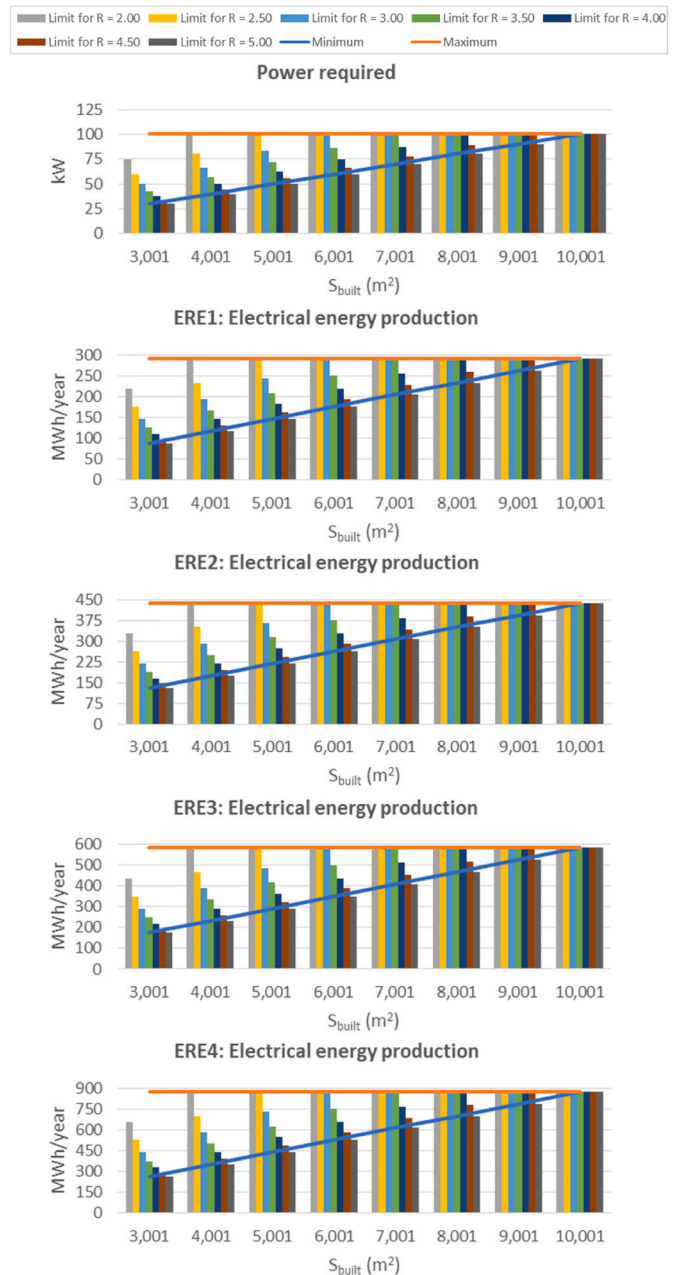 Limit for R = 2.00 Limit for R = 2.50 Limit for R = 3.00 Limit for R = 3.50 Limit for R = 4.00
Limit for R = 4.50 Limit for R = 5.00 Minimum Maximum
Power required
125
100
75
50
25
0
kW
3,001 4,001 5,001 6,001 7,001 8,001 9,001 10,001
S_built (m²)
ERE1: Electrical energy production
300
250
200
150
100
50
0
MWh/year
3,001 4,001 5,001 6,001 7,001 8,001 9,001 10,001
S_built (m²)
ERE2: Electrical energy production
450
375
300
225
150
75
0
MWh/year
3,001 4,001 5,001 6,001 7,001 8,001 9,001 10,001
S_built (m²)
ERE3: Electrical energy production
600
500
400
300
200
100
0
MWh/year
3,001 4,001 5,001 6,001 7,001 8,001 9,001 10,001
S_built (m²)
ERE4: Electrical energy production
900
750
600
450
300
150
0
MWh/year
3,001 4,001 5,001 6,001 7,001 8,001 9,001 10,001
S_built (m²)